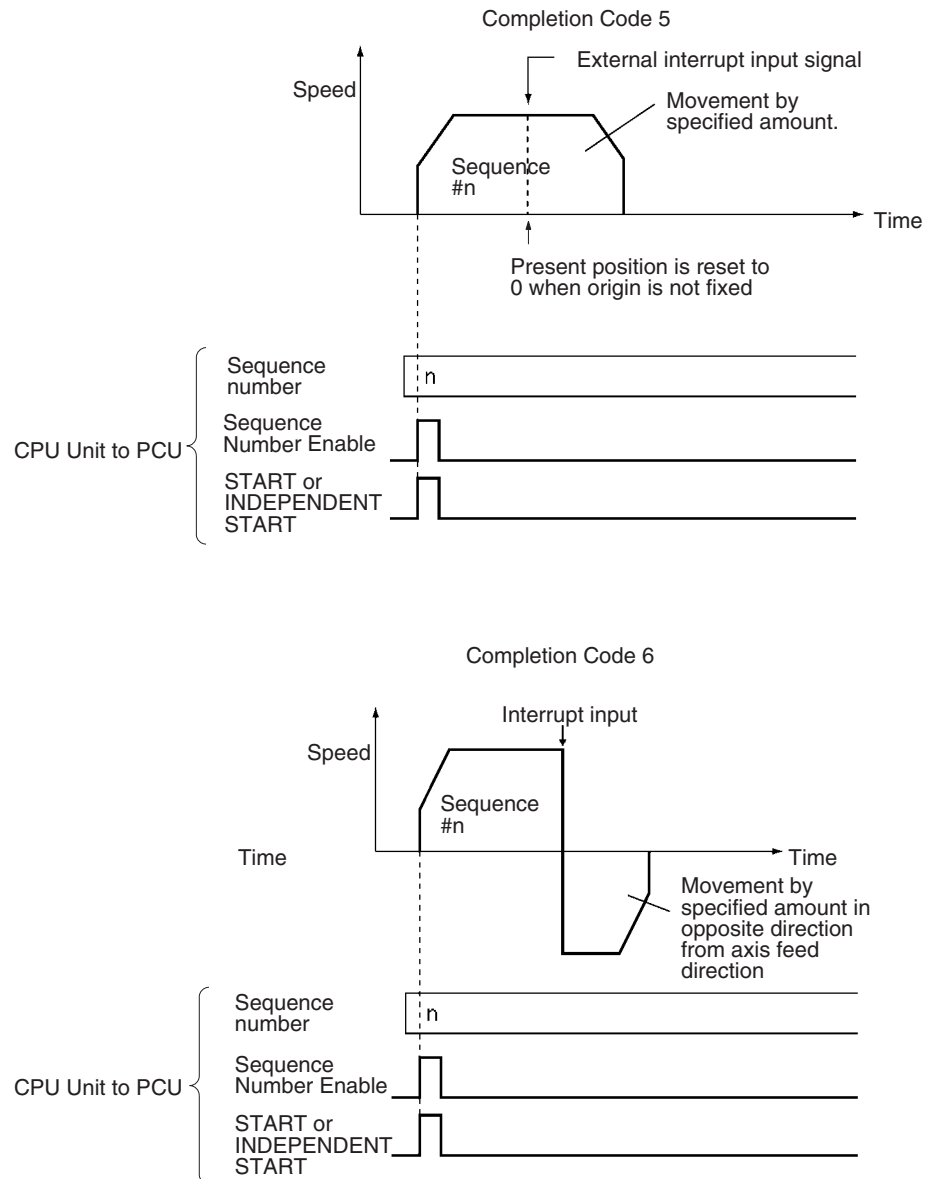 Completion Code 5
External interrupt input signal
Speed
Movement by
specified amount.
Sequence
#n
Time
Present position is reset to
0 when origin is not fixed
Sequence
number
n
Sequence
Number Enable
CPU Unit to PCU
START or
INDEPENDENT
START
Completion Code 6
Interrupt input
Speed
Sequence
#n
Time
Time
Movement by
specified amount in
opposite direction
from axis feed
direction
Sequence
number
n
Sequence
Number Enable
CPU Unit to PCU
START or
INDEPENDENT
START